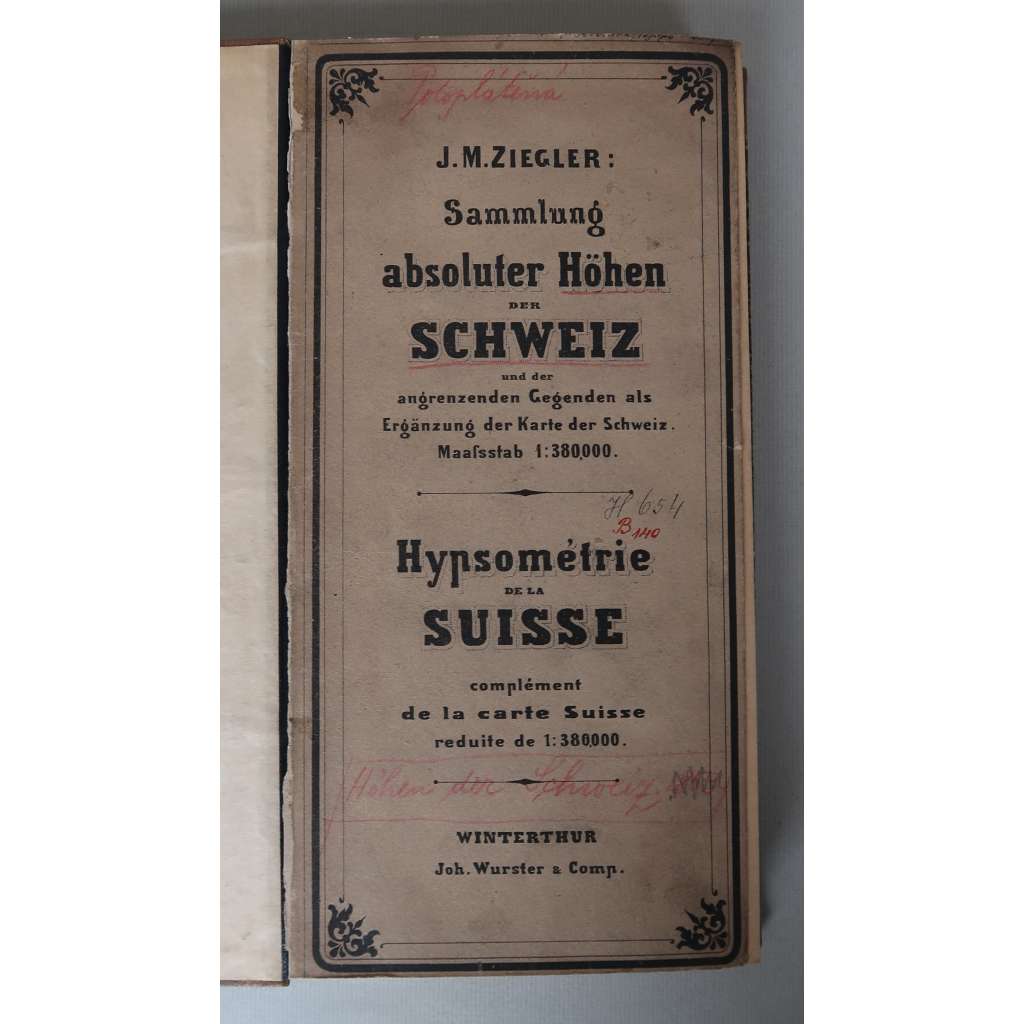 Poloplátěná
J. M. ZIEGLER:
Sammlung
absoluter Höhen
DER
SCHWEIZ
und der
angrenzenden Gegenden als
Ergänzung der Karte der Schweiz.
Maaſsstab 1:380,000.
H 654
B 140
Hypsométrie
DE LA
SUISSE
complément
de la carte Suisse
reduite de 1:380,000.
Höhen der Schweiz
WINTERTHUR
Joh. Wurster & Comp.